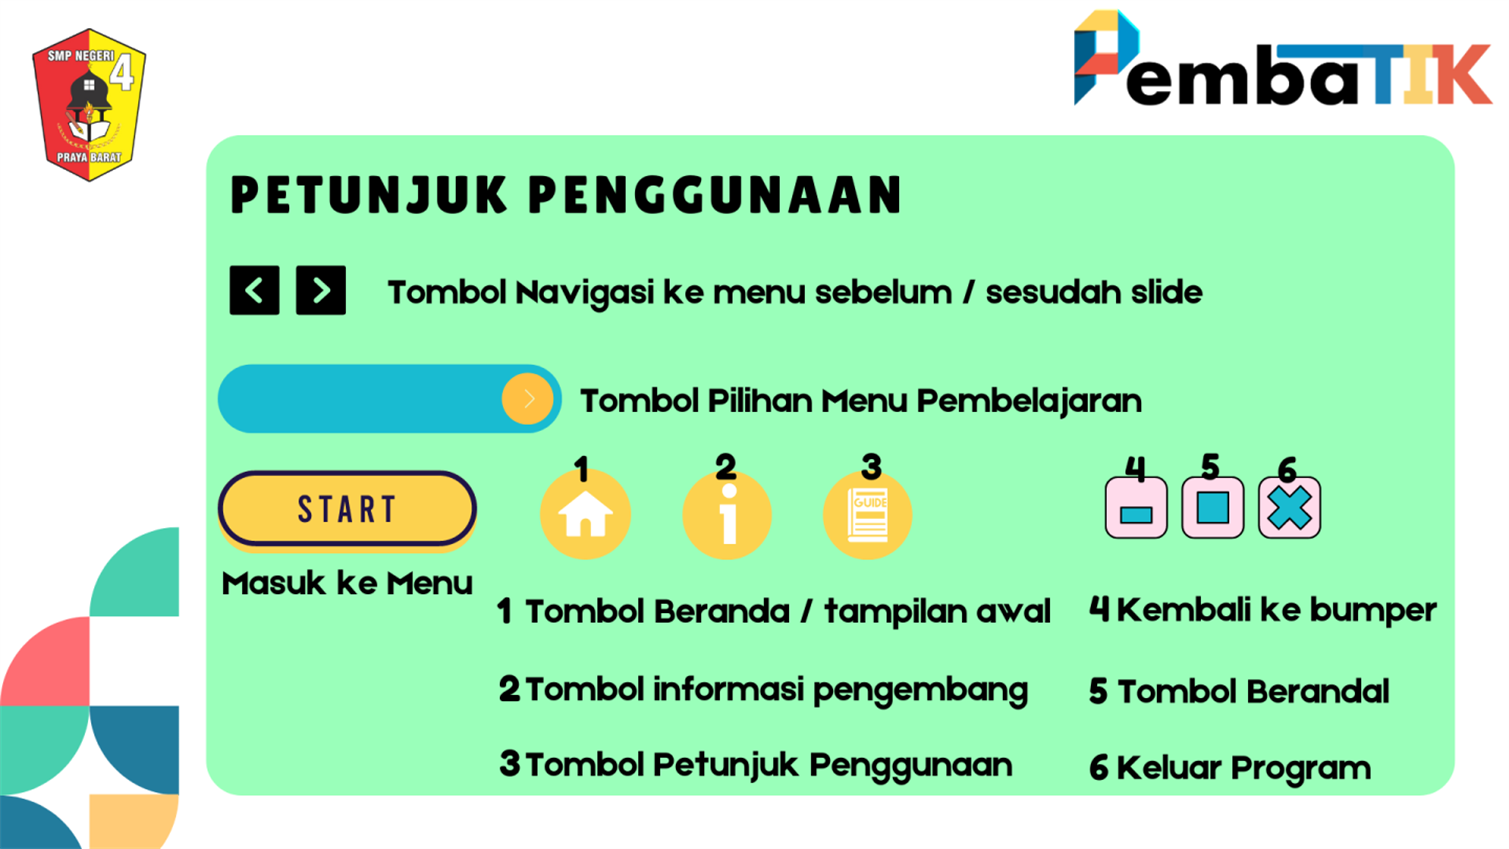 SMP NEGERI
4
PRAYA BARAT
PembaTIK
PETUNJUK PENGGUNAAN
Tombol Navigasi ke menu sebelum / sesudah slide
Tombol Pilihan Menu Pembelajaran
START
Masuk ke Menu
1 2 3
GUIDE
4 5 6
1 Tombol Beranda / tampilan awal
2 Tombol informasi pengembang
3 Tombol Petunjuk Penggunaan
4 Kembali ke bumper
5 Tombol Berandal
6 Keluar Program